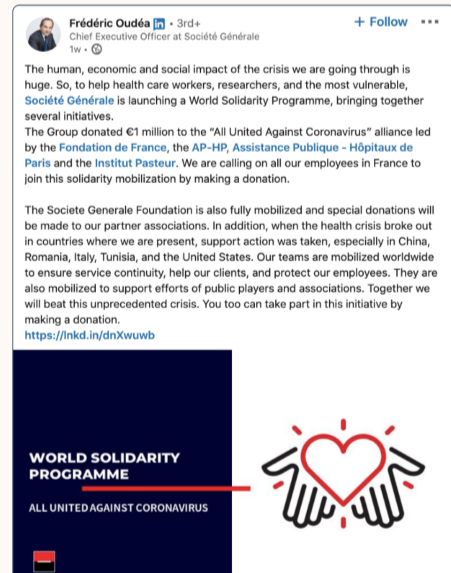 Frédéric Oudéa in • 3rd+
+ Follow
Chief Executive Officer at Société Générale
1w •
The human, economic and social impact of the crisis we are going through is
huge. So, to help health care workers, researchers, and the most vulnerable,
Société Générale is launching a World Solidarity Programme, bringing together
several initiatives.
The Group donated €1 million to the "All United Against Coronavirus" alliance led
by the Fondation de France, the AP-HP, Assistance Publique - Hôpitaux de
Paris and the Institut Pasteur. We are calling on all our employees in France to
join this solidarity mobilization by making a donation.
The Societe Generale Foundation is also fully mobilized and special donations will
be made to our partner associations. In addition, when the health crisis broke out
in countries where we are present, support action was taken, especially in China,
Romania, Italy, Tunisia, and the United States. Our teams are mobilized worldwide
to ensure service continuity, help our clients, and protect our employees. They are
also mobilized to support efforts of public players and associations. Together we
will beat this unprecedented crisis. You too can take part in this initiative by
making a donation.
https://lnkd.in/dnXwuwb
WORLD SOLIDARITY
PROGRAMME
ALL UNITED AGAINST CORONAVIRUS